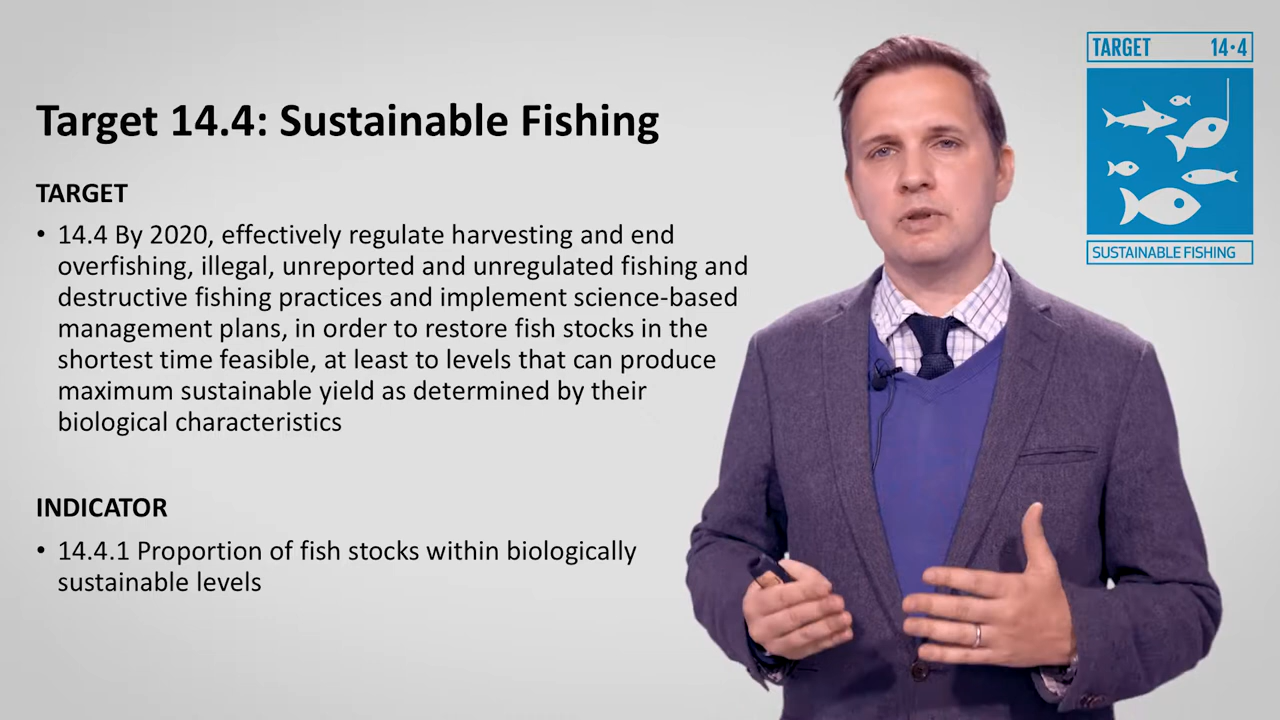 Target 14.4: Sustainable Fishing
TARGET
• 14.4 By 2020, effectively regulate harvesting and end
overfishing, illegal, unreported and unregulated fishing and
destructive fishing practices and implement science-based
management plans, in order to restore fish stocks in the
shortest time feasible, at least to levels that can produce
maximum sustainable yield as determined by their
biological characteristics
INDICATOR
• 14.4.1 Proportion of fish stocks within biologically
sustainable levels
TARGET 14·4
SUSTAINABLE FISHING